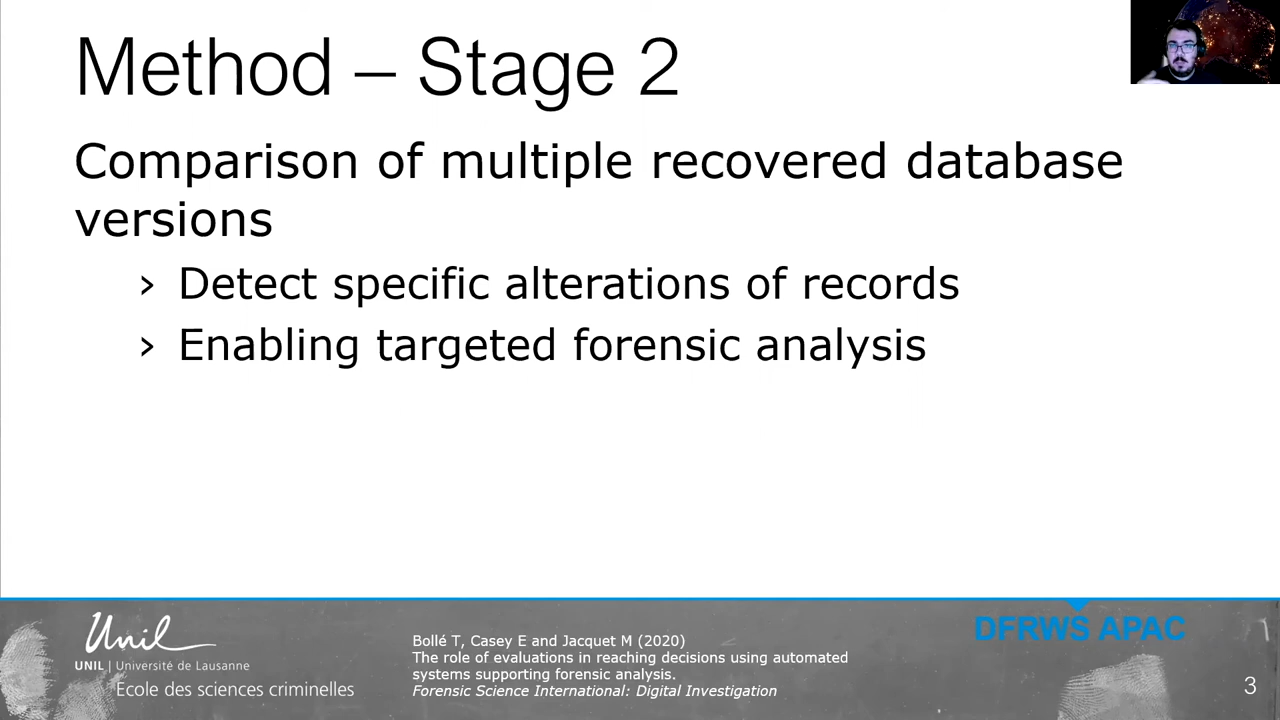 Method – Stage 2
Comparison of multiple recovered database
versions
› Detect specific alterations of records
› Enabling targeted forensic analysis
Unil
UNIL | Université de Lausanne
Ecole des sciences criminelles
Bollé T, Casey E and Jacquet M (2020)
The role of evaluations in reaching decisions using automated
systems supporting forensic analysis.
Forensic Science International: Digital Investigation
DFRWS APAC
3